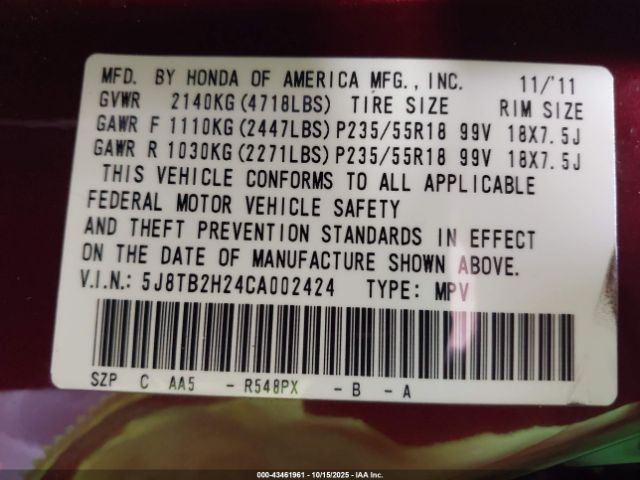 MFD. BY HONDA OF AMERICA MFG., INC. 11/'11
GVWR 2140KG(4718LBS) TIRE SIZE RIM SIZE
GAWR F 1110KG(2447LBS)P235/55R18 99V 18X7.5J
GAWR R 1030KG(2271LBS)P235/55R18 99V 18X7.5J
THIS VEHICLE CONFORMS TO ALL APPLICABLE
FEDERAL MOTOR VEHICLE SAFETY
AND THEFT PREVENTION STANDARDS IN EFFECT
ON THE DATE OF MANUFACTURE SHOWN ABOVE.
V.I.N.: 5J8TB2H24CA002424 TYPE: MPV
SZP C AA5 - R548PX - B - A
000-43461961 - 10/15/2025 - IAA Inc.